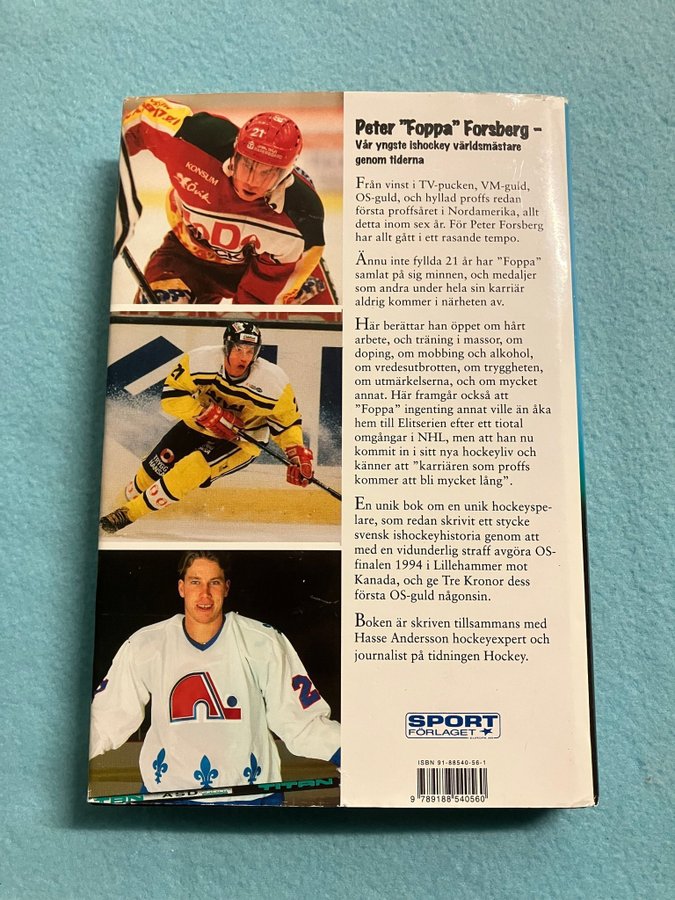 Peter "Foppa" Forsberg –
Vår yngste ishockey världsmästare
genom tiderna
Från vinst i TV-pucken, VM-guld,
OS-guld, och hyllad proffs redan
första proffsåret i Nordamerika, allt
detta inom sex år. För Peter Forsberg
har allt gått i ett rasande tempo.
Ännu inte fyllda 21 år har "Foppa"
samlat på sig minnen, och medaljer
som andra under hela sin karriär
aldrig kommer i närheten av.
Här berättar han öppet om hårt
arbete, och träning i massor, om
doping, om mobbing och alkohol,
om vredesutbrotten, om tryggheten,
om utmärkelserna, och om mycket
annat. Här framgår också att
"Foppa" ingenting annat ville än åka
hem till Elitserien efter ett tiotal
omgångar i NHL, men att han nu
kommit in i sitt nya hockeyliv och
känner att "karriären som proffs
kommer att bli mycket lång".
En unik bok om en unik hockeyspe-
lare, som redan skrivit ett stycke
svensk ishockeyhistoria genom att
med en vidunderlig straff avgöra OS-
finalen 1994 i Lillehammer mot
Kanada, och ge Tre Kronor dess
första OS-guld någonsin.
Boken är skriven tillsammans med
Hasse Andersson hockeyexpert och
journalist på tidningen Hockey.
SPORT
FÖRLAGET
ISBN 91-88540-56-1
9 789188 540560
21
KONSUM
Övik
MoDo
TRYGG
HANSA
21
TITAN